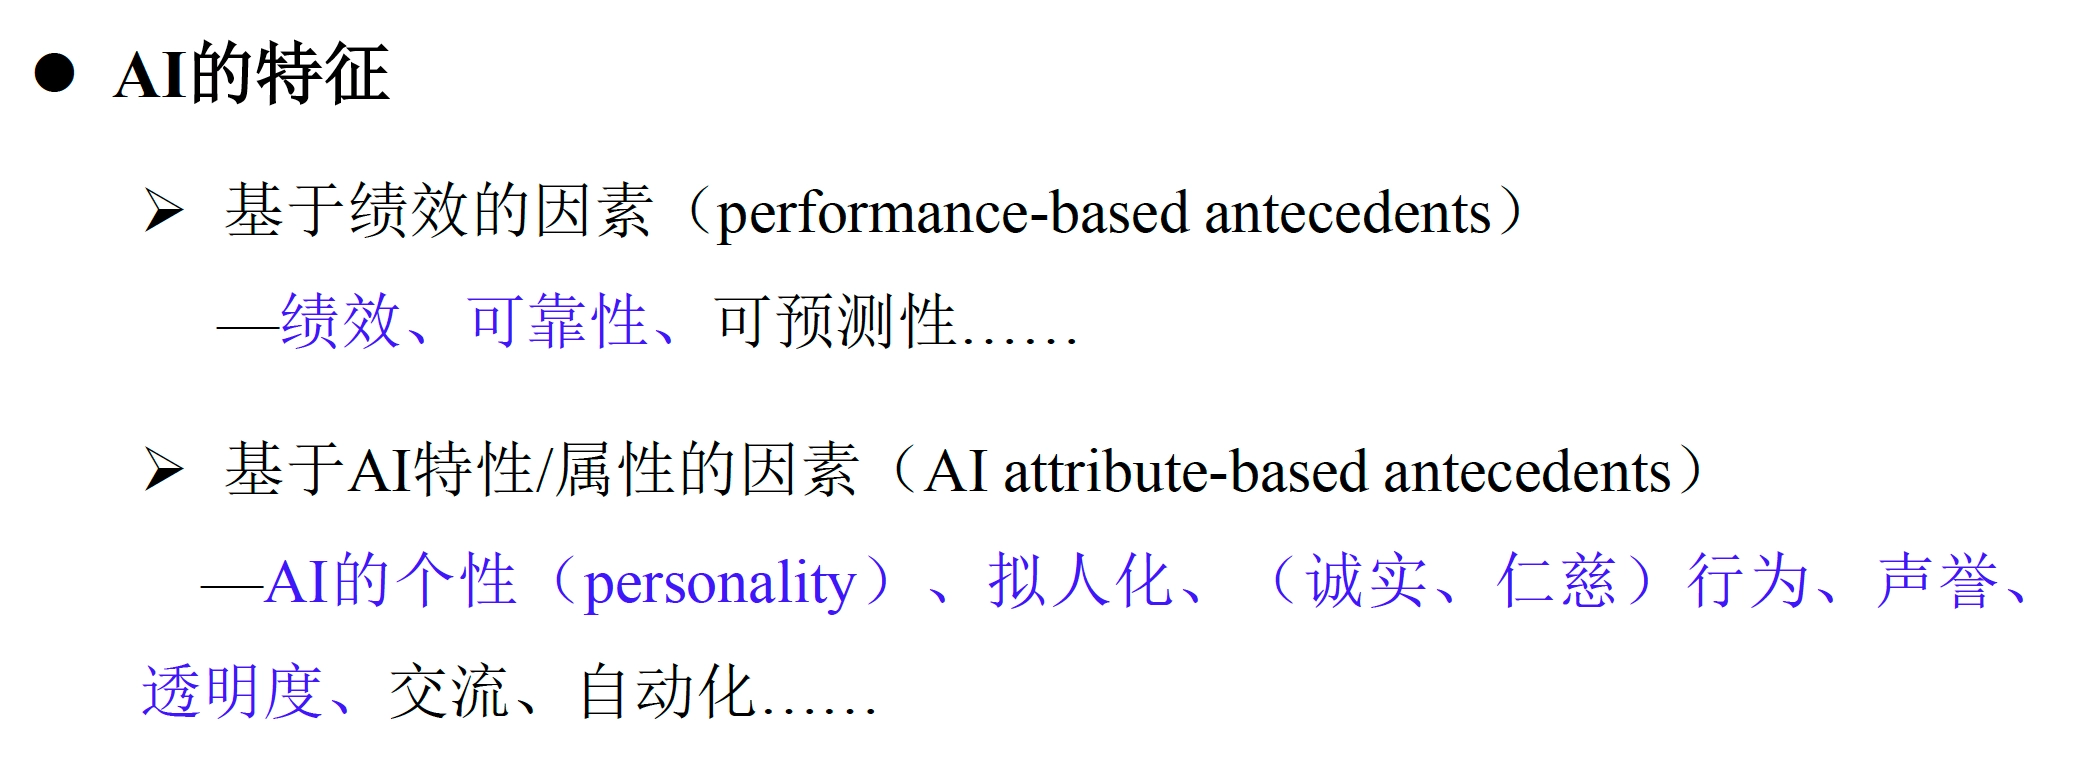 ● AI的特征
➢ 基于绩效的因素（performance-based antecedents）
—绩效、可靠性、可预测性……
➢ 基于AI特性/属性的因素（AI attribute-based antecedents）
—AI的个性（personality）、拟人化、（诚实、仁慈）行为、声誉、
透明度、交流、自动化……